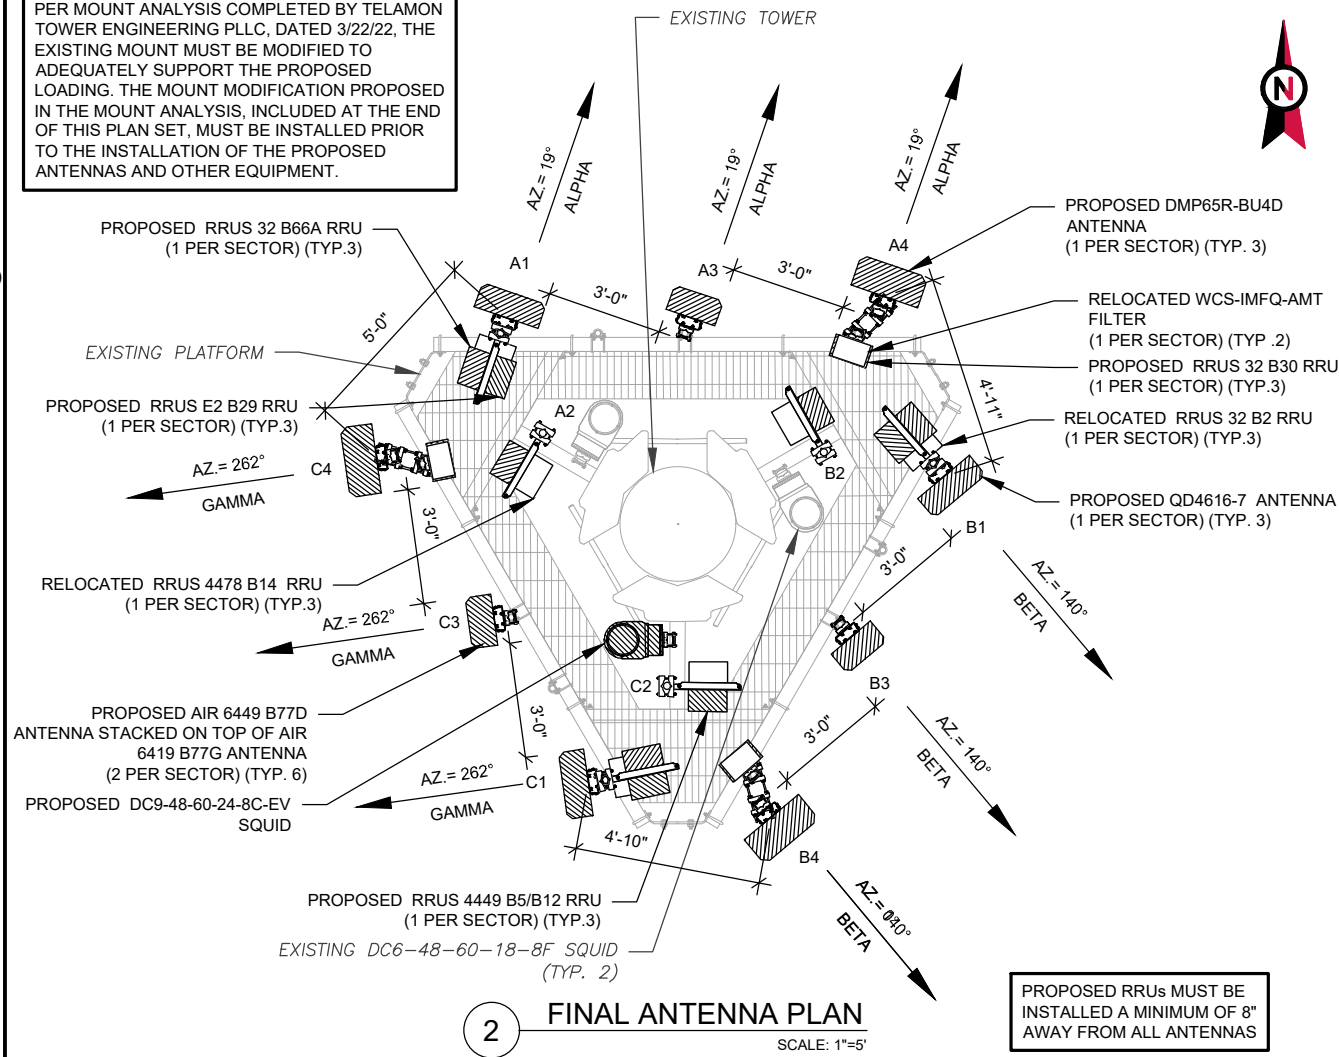 PER MOUNT ANALYSIS COMPLETED BY TELAMON
TOWER ENGINEERING PLLC, DATED 3/22/22, THE
EXISTING MOUNT MUST BE MODIFIED TO
ADEQUATELY SUPPORT THE PROPOSED
LOADING. THE MOUNT MODIFICATION PROPOSED
IN THE MOUNT ANALYSIS, INCLUDED AT THE END
OF THIS PLAN SET, MUST BE INSTALLED PRIOR
TO THE INSTALLATION OF THE PROPOSED
ANTENNAS AND OTHER EQUIPMENT.
EXISTING TOWER
N
AZ.= 19°
ALPHA
AZ.= 19°
ALPHA
AZ.= 19°
ALPHA
PROPOSED RRUS 32 B66A RRU
(1 PER SECTOR) (TYP.3)
A1
A3
A4
3'-0"
3'-0"
5'-0"
PROPOSED DMP65R-BU4D
ANTENNA
(1 PER SECTOR) (TYP. 3)
RELOCATED WCS-IMFQ-AMT
FILTER
(1 PER SECTOR) (TYP .2)
PROPOSED RRUS 32 B30 RRU
(1 PER SECTOR) (TYP.3)
4'-11"
EXISTING PLATFORM
PROPOSED RRUS E2 B29 RRU
(1 PER SECTOR) (TYP.3)
A2
B2
RELOCATED RRUS 32 B2 RRU
(1 PER SECTOR) (TYP.3)
AZ.= 262°
GAMMA
C4
3'-0"
PROPOSED QD4616-7 ANTENNA
(1 PER SECTOR) (TYP. 3)
B1
3'-0"
AZ.= 140°
BETA
RELOCATED RRUS 4478 B14 RRU
(1 PER SECTOR) (TYP.3)
AZ.= 262°
GAMMA
C3
C2
B3
3'-0"
3'-0"
AZ.= 140°
BETA
PROPOSED AIR 6449 B77D
ANTENNA STACKED ON TOP OF AIR
6419 B77G ANTENNA
(2 PER SECTOR) (TYP. 6)
AZ.= 262°
GAMMA
C1
PROPOSED DC9-48-60-24-8C-EV
SQUID
4'-10"
B4
BETA
PROPOSED RRUS 4449 B5/B12 RRU
(1 PER SECTOR) (TYP.3)
EXISTING DC6-48-60-18-8F SQUID
(TYP. 2)
2
FINAL ANTENNA PLAN
SCALE: 1"=5'
PROPOSED RRUs MUST BE
INSTALLED A MINIMUM OF 8"
AWAY FROM ALL ANTENNAS